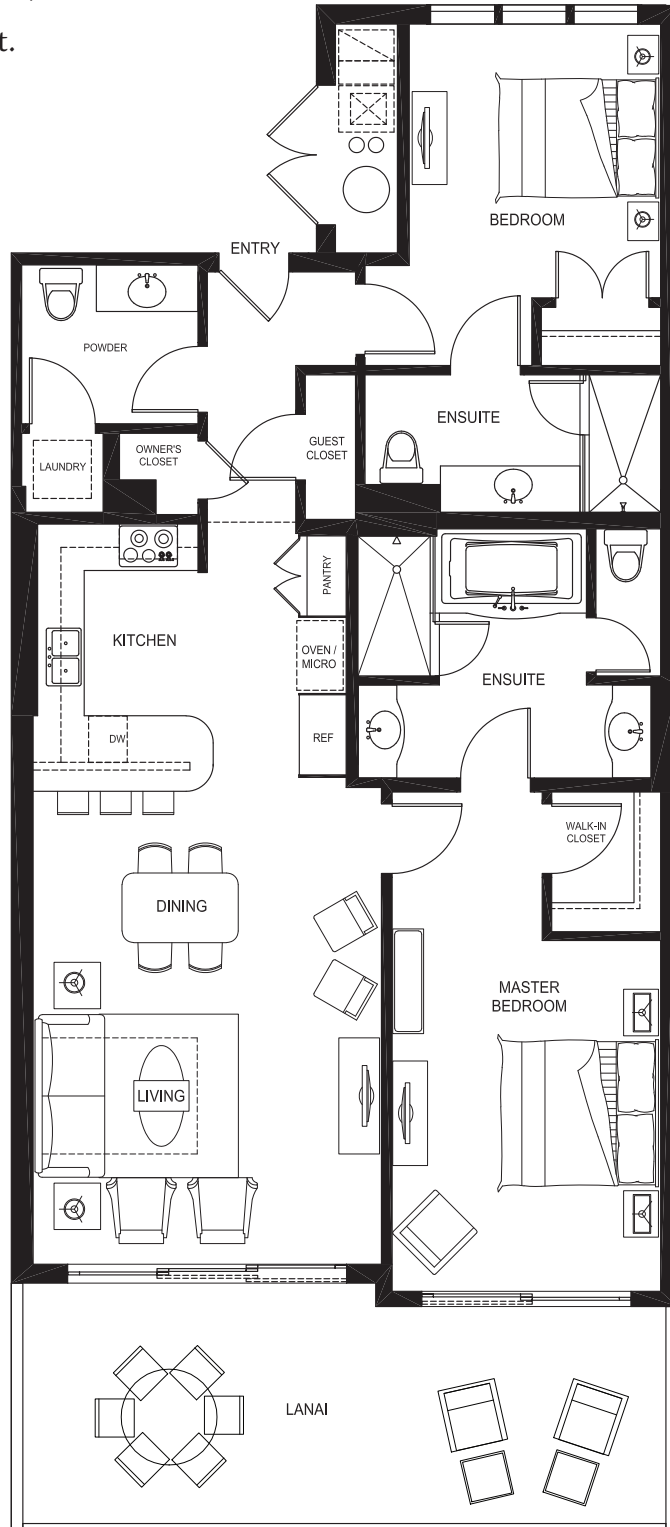 t.
BEDROOM
ENTRY
POWDER
ENSUITE
OWNER'S
CLOSET
GUEST
CLOSET
LAUNDRY
PANTRY
KITCHEN
OVEN /
MICRO
ENSUITE
DW
REF
WALK-IN
CLOSET
DINING
MASTER
BEDROOM
LIVING
LANAI